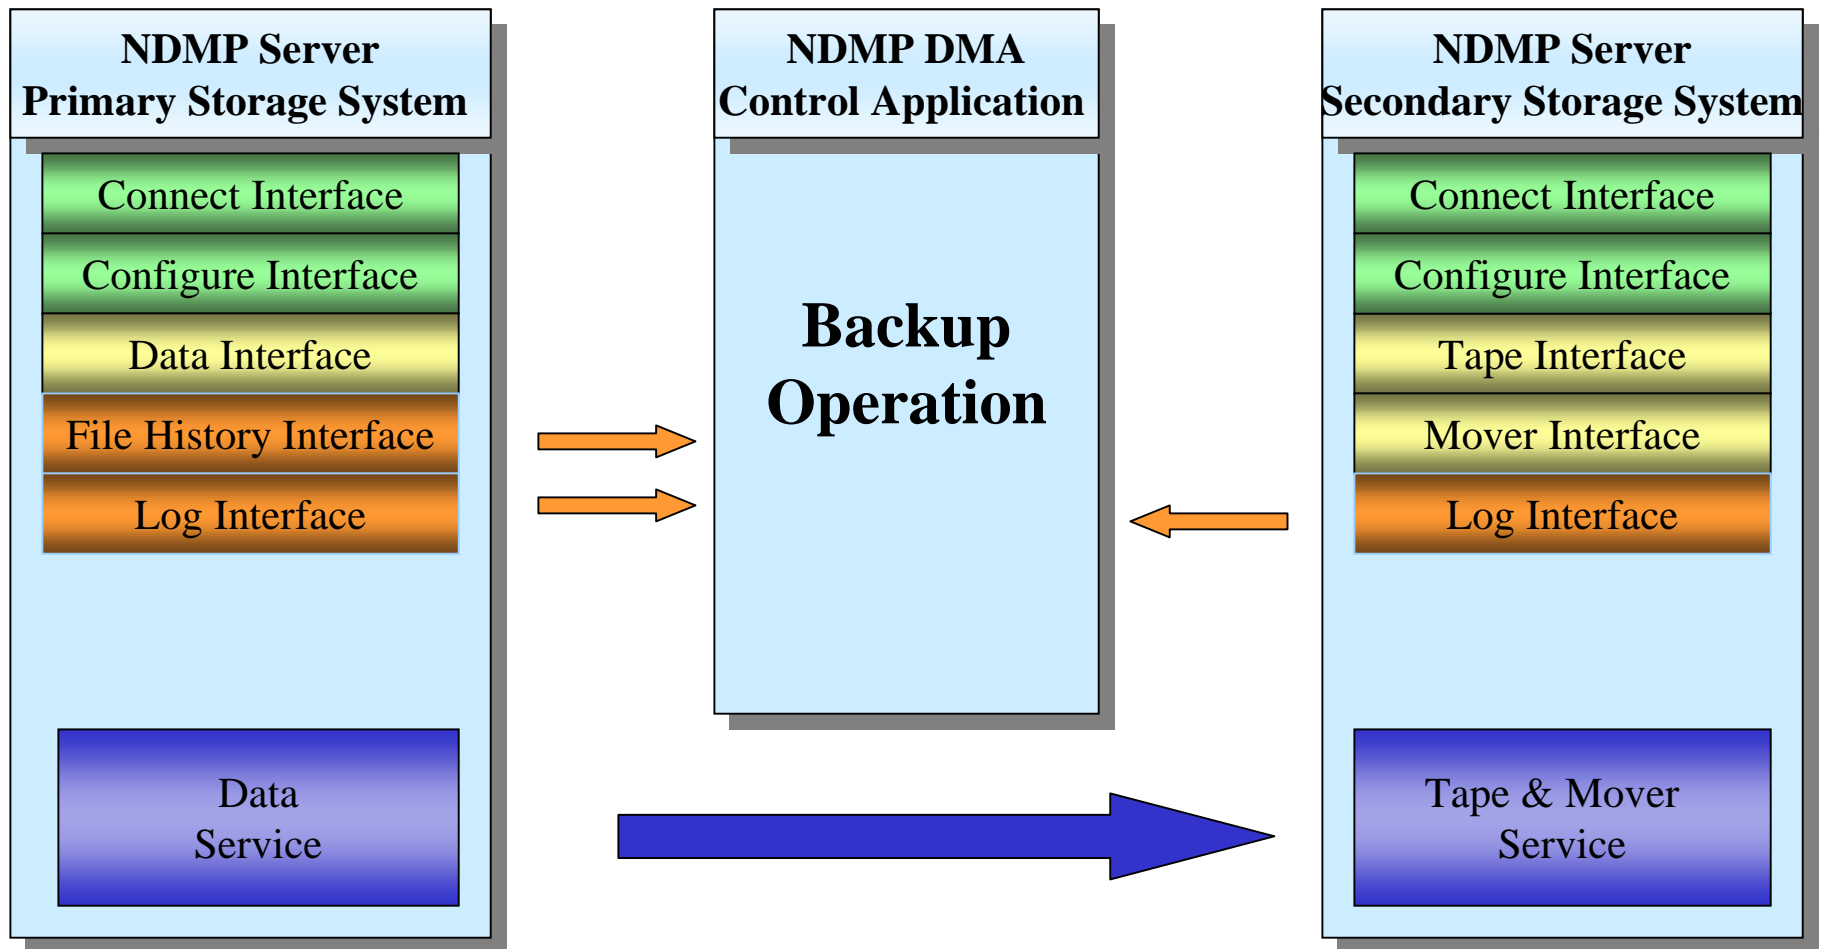 NDMP Server
Primary Storage System
Connect Interface
Configure Interface
Data Interface
File History Interface
Log Interface
Data
Service
NDMP DMA
Control Application
Backup
Operation
NDMP Server
Secondary Storage System
Connect Interface
Configure Interface
Tape Interface
Mover Interface
Log Interface
Tape & Mover
Service